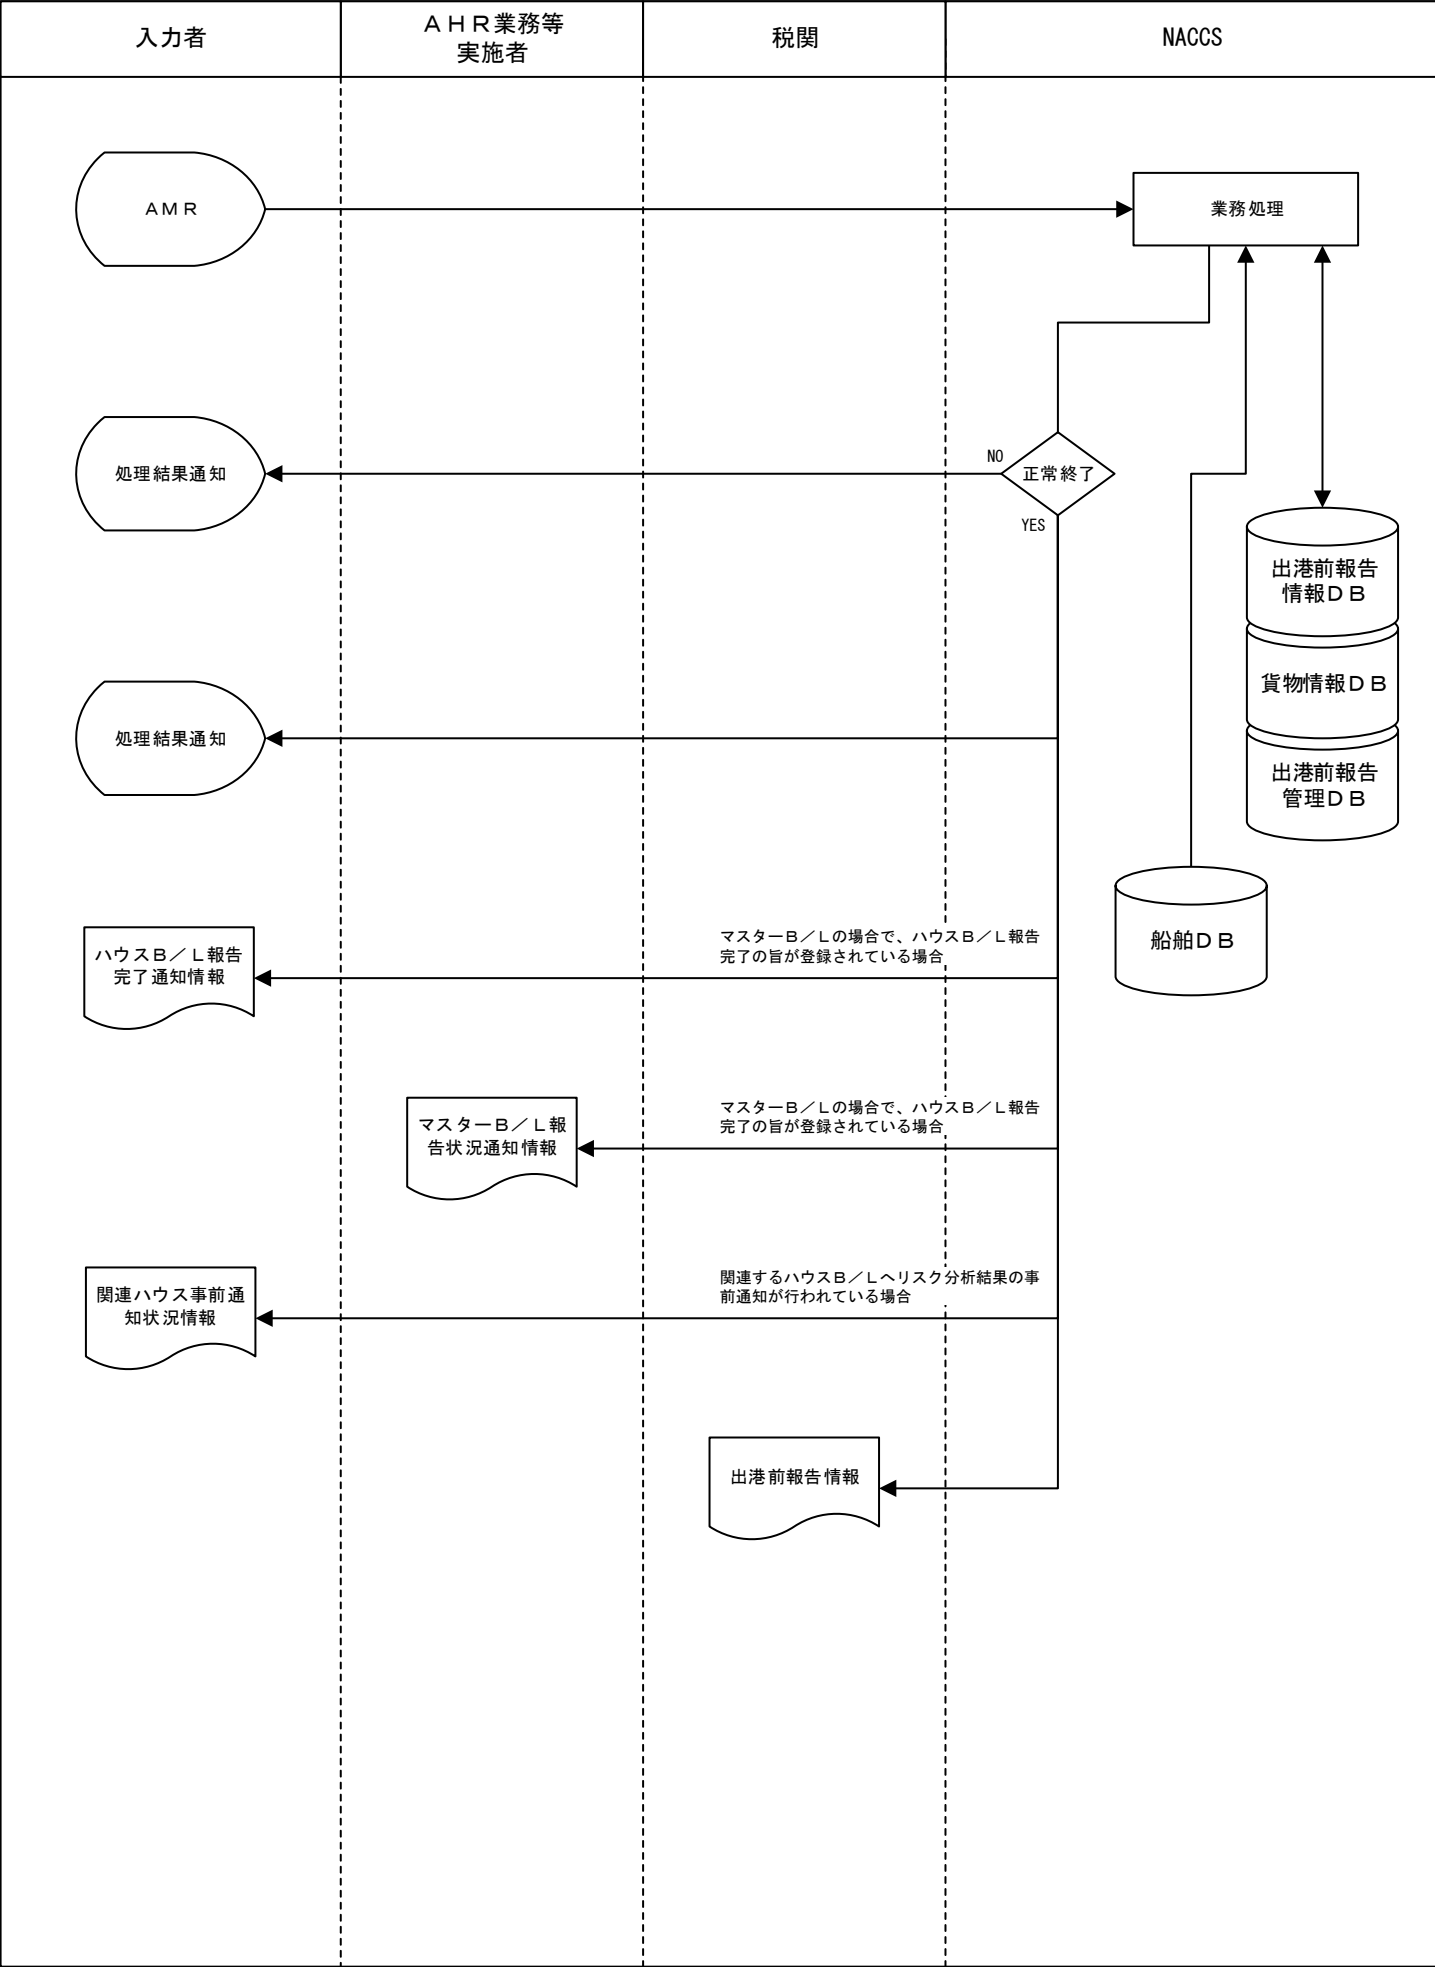 入力者
ＡＨＲ業務等
実施者
税関
NACCS
ＡＭＲ
業務処理
処理結果通知
NO
正常終了
YES
出港前報告
情報ＤＢ
貨物情報ＤＢ
出港前報告
管理ＤＢ
処理結果通知
船舶ＤＢ
ハウスＢ／Ｌ報告
完了通知情報
マスターＢ／Ｌの場合で、ハウスＢ／Ｌ報告
完了の旨が登録されている場合
マスターＢ／Ｌ報
告状況通知情報
マスターＢ／Ｌの場合で、ハウスＢ／Ｌ報告
完了の旨が登録されている場合
関連ハウス事前通
知状況情報
関連するハウスＢ／Ｌへリスク分析結果の事
前通知が行われている場合
出港前報告情報